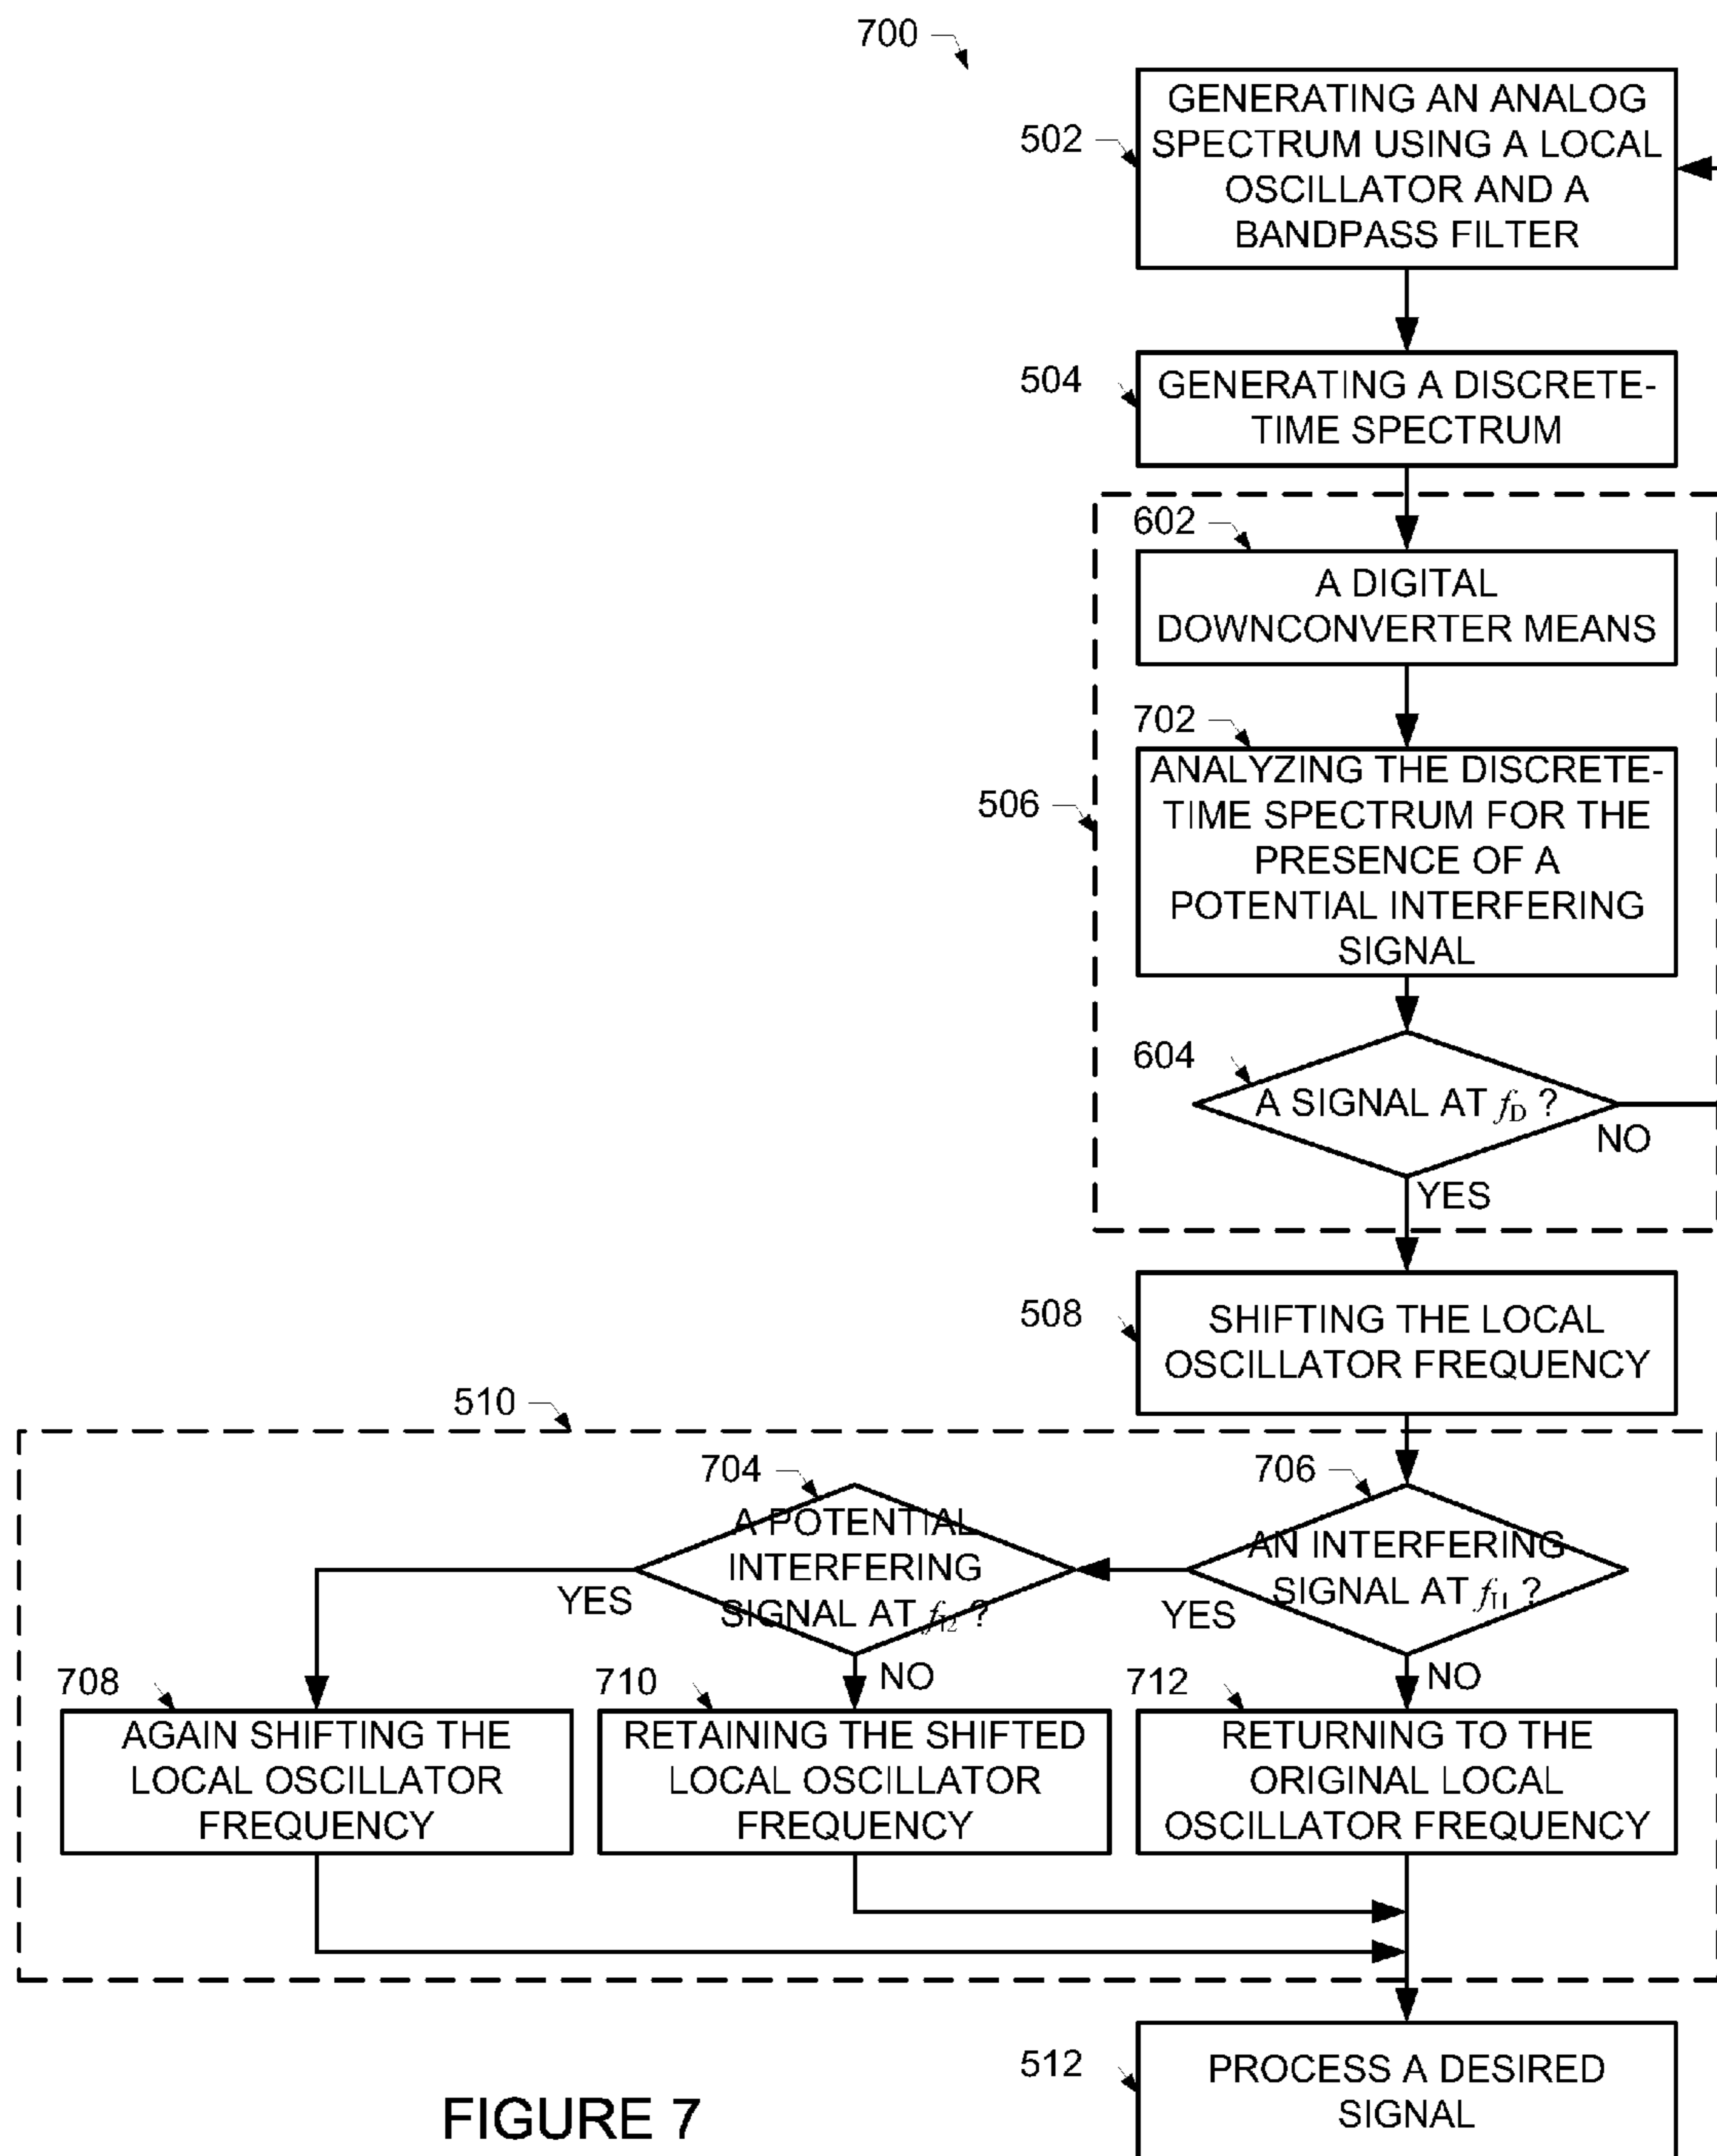 700
502
GENERATING AN ANALOG
SPECTRUM USING A LOCAL
OSCILLATOR AND A
BANDPASS FILTER
504
GENERATING A DISCRETE-
TIME SPECTRUM
602
A DIGITAL
DOWNCONVERTER MEANS
702
506
ANALYZING THE DISCRETE-
TIME SPECTRUM FOR THE
PRESENCE OF A
POTENTIAL INTERFERING
SIGNAL
604
A SIGNAL AT fD ?
NO
YES
508
SHIFTING THE LOCAL
OSCILLATOR FREQUENCY
510
704
A POTENTIAL
INTERFERING
SIGNAL AT fI2 ?
YES
NO
706
AN INTERFERING
SIGNAL AT fI1 ?
YES
NO
708
AGAIN SHIFTING THE
LOCAL OSCILLATOR
FREQUENCY
710
RETAINING THE SHIFTED
LOCAL OSCILLATOR
FREQUENCY
712
RETURNING TO THE
ORIGINAL LOCAL
OSCILLATOR FREQUENCY
512
PROCESS A DESIRED
SIGNAL
FIGURE 7